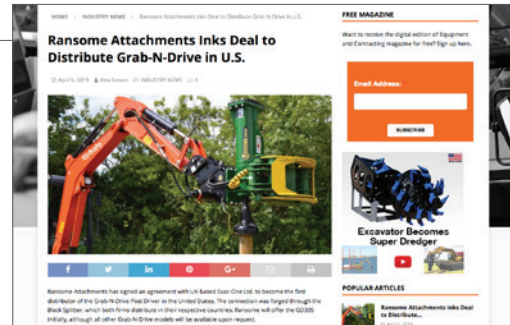 HOME › INDUSTRY NEWS › Ransome Attachments Inks Deal to Distribute Grab-N-Drive in U.S.
Ransome Attachments Inks Deal to
Distribute Grab-N-Drive in U.S.
April 5, 2019 INDUSTRY NEWS 0
Ransome Attachments has signed an agreement with UK-based Exac-One Ltd. to become the first
distributor of the Grab-N-Drive Post Driver in the United States. The connection was forged through the
Black Splitter, which both firms distribute in their respective countries. Ransome will offer the GD30S
initially, although all other Grab-N-Drive models will be available upon request.
FREE MAGAZINE
Want to receive the digital edition of Equipment
and Contracting magazine for free? Sign up here.
Email Address:
SUBSCRIBE
Excavator Becomes
Super Dredger
POPULAR ARTICLES
Ransome Attachments Inks Deal
to Distribute...
April 5, 2019